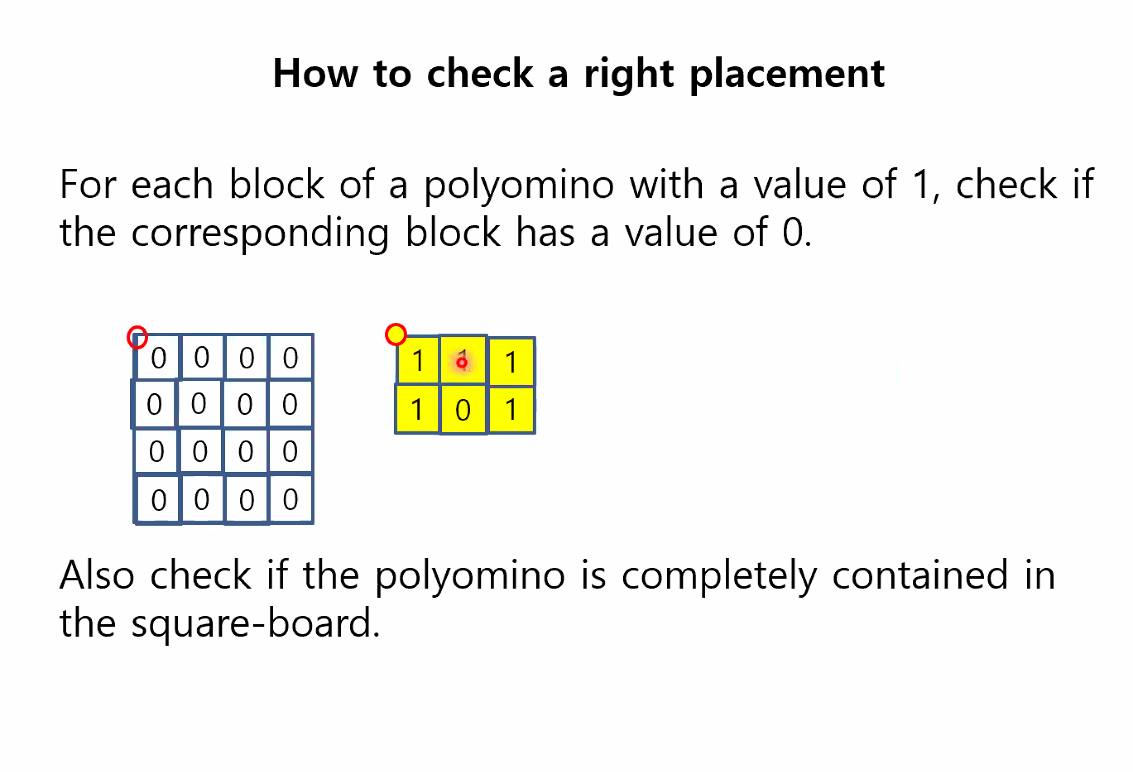 How to check a right placement
For each block of a polyomino with a value of 1, check if
the corresponding block has a value of 0.
0 0 0 0 1 1 1
0 0 0 0 1 0 1
0 0 0 0
0 0 0 0
Also check if the polyomino is completely contained in
the square-board.